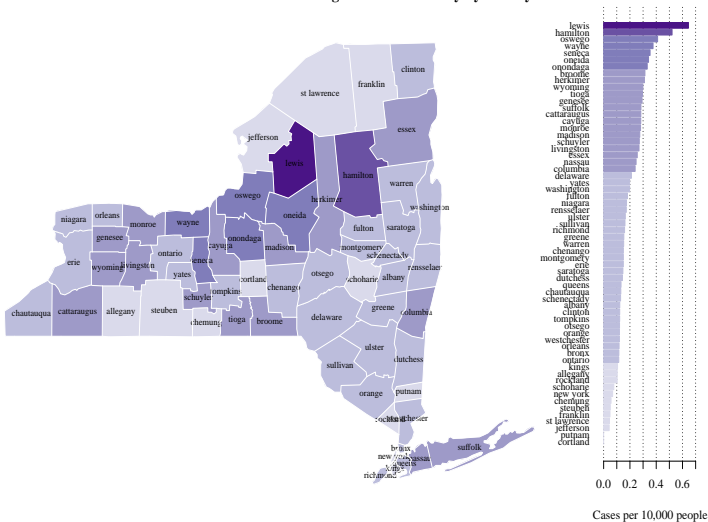 clinton
franklin
st lawrence
essex
jefferson
lewis
hamilton
warren
oswego
herkimer
washington
oneida
niagara
orleans
monroe
wayne
fulton
saratoga
genesee
onondaga
cayuga
madison
montgomery
schenectady
ontario
seneca
erie
wyoming
livingston
yates
otsego
rensselaer
cortland
schoharie
albany
chenango
tompkins
schuyler
chautauqua
cattaraugus
allegany
steuben
chemung
tioga
broome
delaware
greene
columbia
ulster
dutchess
sullivan
orange
putnam
rockland
westchester
bronx
new york
nassau
suffolk
queens
kings
richmond
lewis
hamilton
oswego
wayne
seneca
oneida
onondaga
broome
herkimer
wyoming
tioga
genesee
suffolk
cattaraugus
cayuga
monroe
madison
schuyler
livingston
essex
nassau
columbia
delaware
yates
washington
fulton
niagara
rensselaer
ulster
sullivan
richmond
greene
warren
chenango
montgomery
erie
saratoga
dutchess
queens
chautauqua
schenectady
albany
clinton
tompkins
otsego
orange
westchester
orleans
bronx
ontario
kings
allegany
rockland
schoharie
new york
chemung
steuben
franklin
st lawrence
jefferson
putnam
cortland
0.0 0.2 0.4 0.6
Cases per 10,000 people